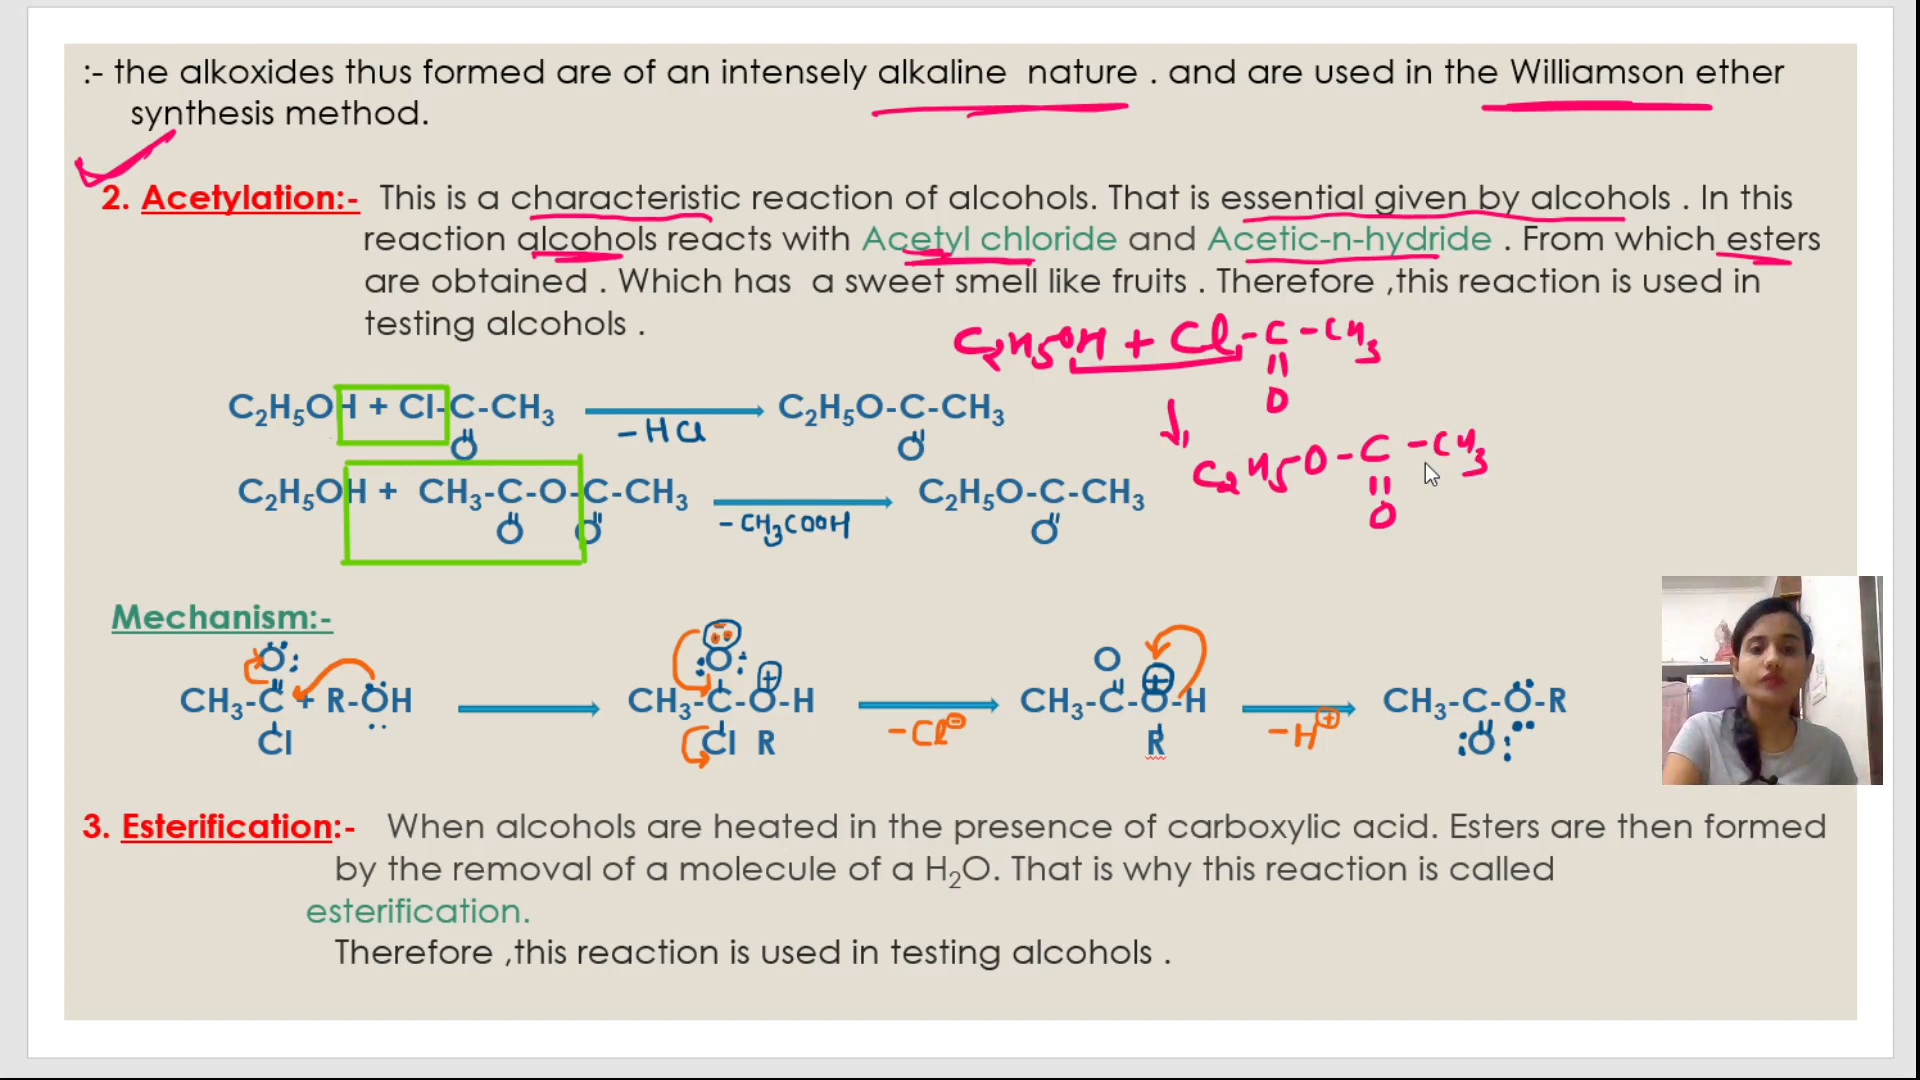 :- the alkoxides thus formed are of an intensely alkaline nature . and are used in the Williamson ether
synthesis method.
2. Acetylation:- This is a characteristic reaction of alcohols. That is essential given by alcohols . In this
reaction alcohols reacts with Acetyl chloride and Acetic-n-hydride . From which esters
are obtained . Which has a sweet smell like fruits . Therefore ,this reaction is used in
testing alcohols .
C₂H₅OH + Cl-C-CH₃
O
C₂H₅OH + Cl-C-CH₃ C₂H₅O-C-CH₃
-HCl
O O
C₂H₅O-C-CH₃
O
C₂H₅OH + CH₃-C-O-C-CH₃ C₂H₅O-C-CH₃
-CH₃COOH
O O O
Mechanism:-
O: :O: O
CH₃-C + R-OH CH₃-C-O-H CH₃-C-O-H CH₃-C-O-R
⊕ ⊕
-Cl⊖ -H⊕
Cl Cl R R :O:
3. Esterification:- When alcohols are heated in the presence of carboxylic acid. Esters are then formed
by the removal of a molecule of a H₂O. That is why this reaction is called
esterification.
Therefore ,this reaction is used in testing alcohols .